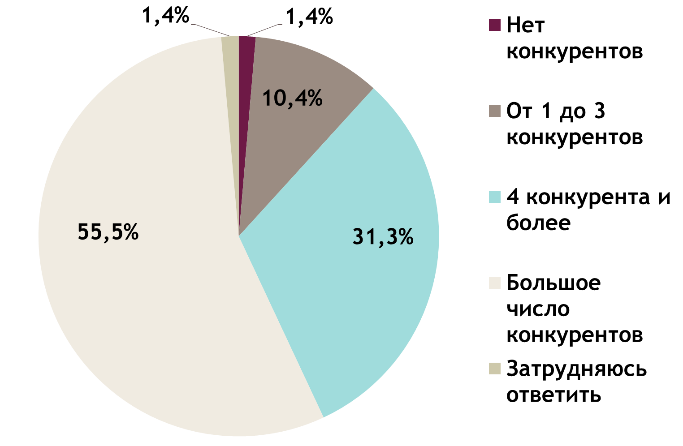 1,4%
1,4%
10,4%
31,3%
55,5%
Нет
конкурентов
От 1 до 3
конкурентов
4 конкурента и
более
Большое
число
конкурентов
Затрудняюсь
ответить